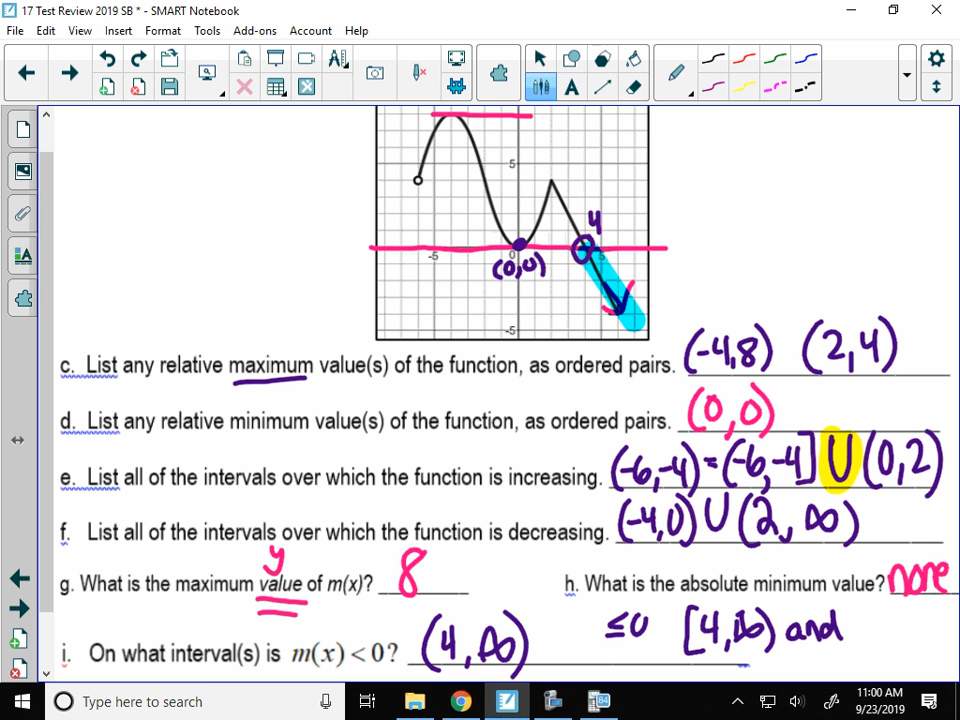 17 Test Review 2019 SB * - SMART Notebook
File Edit View Insert Format Tools Add-ons Account Help
5
4
-5 0 5
(0,0)
-5
c. List any relative maximum value(s) of the function, as ordered pairs. (-4,8) (2,4)
d. List any relative minimum value(s) of the function, as ordered pairs. (0,0)
e. List all of the intervals over which the function is increasing. (-6,-4) = (-6,-4] U (0,2)
f. List all of the intervals over which the function is decreasing. (-4,0) U (2,∞)
y
g. What is the maximum value of m(x)? 8 h. What is the absolute minimum value? none
≤0 [4,∞) and
i. On what interval(s) is m(x) < 0? (4,∞)
Type here to search
11:00 AM
9/23/2019